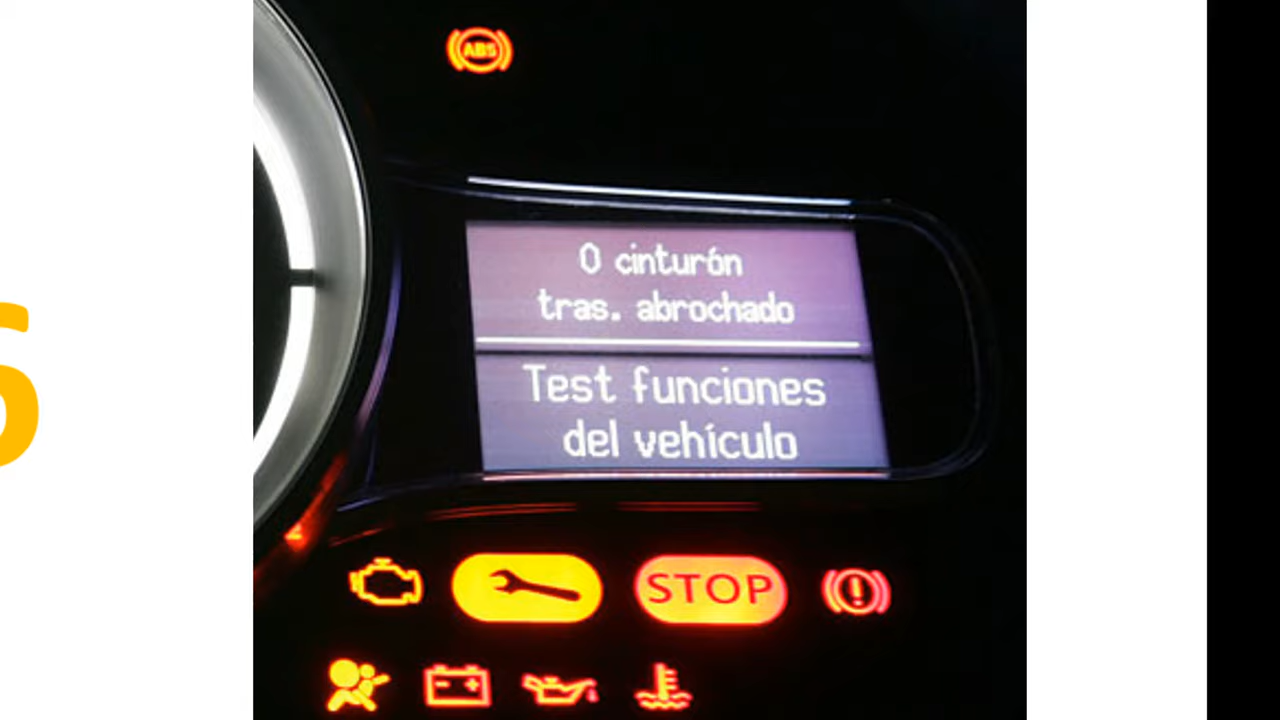 ABS
0 cinturón
tras. abrochado
Test funciones
del vehículo
STOP